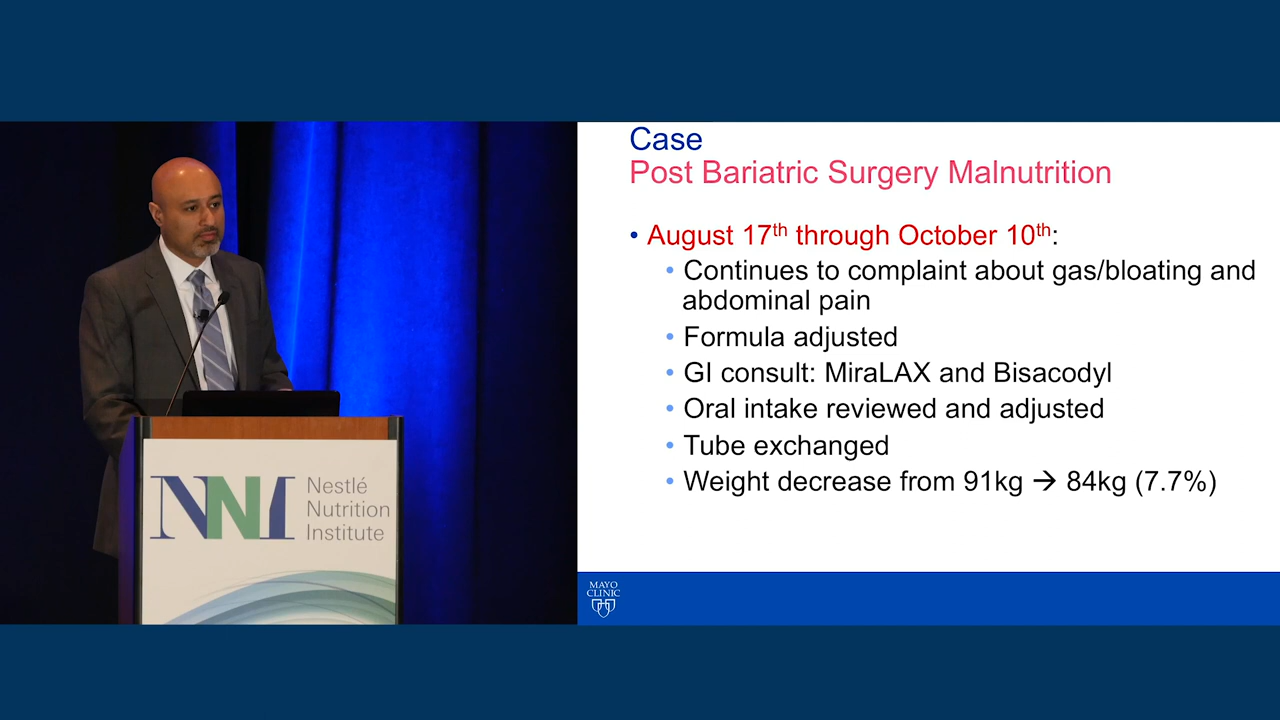 NNI Nestlé
Nutrition
Institute
Case
Post Bariatric Surgery Malnutrition
• August 17th through October 10th:
• Continues to complaint about gas/bloating and
abdominal pain
• Formula adjusted
• GI consult: MiraLAX and Bisacodyl
• Oral intake reviewed and adjusted
• Tube exchanged
• Weight decrease from 91kg → 84kg (7.7%)
MAYO
CLINIC